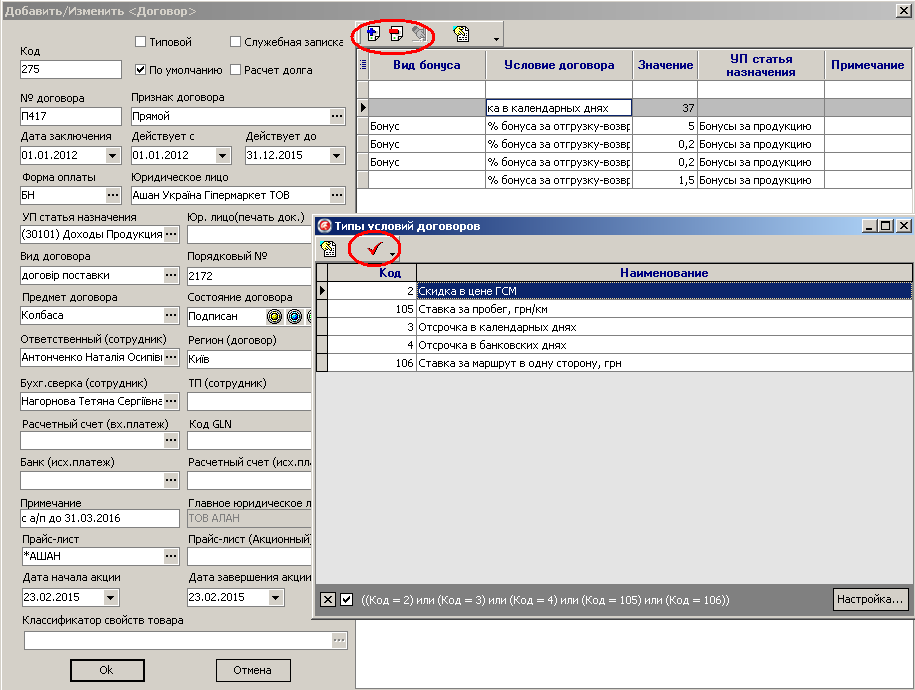 Добавить/Изменить <Договор>
Код
Типовой
Служебная записка
275
По умолчанию
Расчет долга
№ договора
Признак договора
П417
Прямой
Дата заключения
Действует с
Действует до
01.01.2012
01.01.2012
31.12.2015
Форма оплаты
Юридическое лицо
БН
Ашан Україна Гіпермаркет ТОВ
УП статья назначения
Юр. лицо(печать док.)
(30101) Доходы Продукция
Вид договора
Порядковый №
договір поставки
2172
Предмет договора
Состояние договора
Колбаса
Подписан
Ответственный (сотрудник)
Регион (договор)
Антонченко Наталія Осипів
Київ
Бухг.сверка (сотрудник)
ТП (сотрудник)
Нагорнова Тетяна Сергіївна
Расчетный счет (вх.платеж)
Код GLN
Банк (исх.платеж)
Расчетный счет (исх.пл
Примечание
Главное юридическое л
с а/п до 31.03.2016
ТОВ АЛАН
Прайс-лист
Прайс-лист (Акционный)
*АШАН
Дата начала акции
Дата завершения акции
23.02.2015
23.02.2015
Классификатор свойств товара
Ok
Отмена
Вид бонуса
Условие договора
Значение
УП статья назначения
Примечание
ка в календарных днях
37
Бонус
% бонуса за отгрузку-возвр
5
Бонусы за продукцию
Бонус
% бонуса за отгрузку-возвр
0,2
Бонусы за продукцию
Бонус
% бонуса за отгрузку-возвр
0,2
Бонусы за продукцию
% бонуса за отгрузку-возвр
1,5
Бонусы за продукцию
Типы условий договоров
Код
Наименование
2
Скидка в цене ГСМ
105
Ставка за пробег, грн/км
3
Отсрочка в календарных днях
4
Отсрочка в банковских днях
106
Ставка за маршрут в одну сторону, грн
((Код = 2) или (Код = 3) или (Код = 4) или (Код = 105) или (Код = 106))
Настройка...